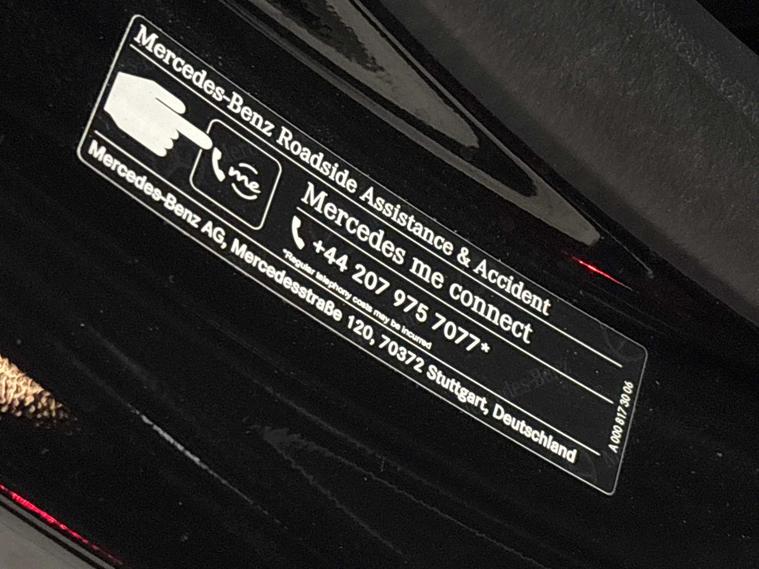 Mercedes-Benz Roadside Assistance & Accident
me
Mercedes me connect
+44 207 975 7077*
*Regular telephony costs may be incurred
Mercedes-Benz AG, Mercedesstraße 120, 70372 Stuttgart, Deutschland
A 000 817 30 06